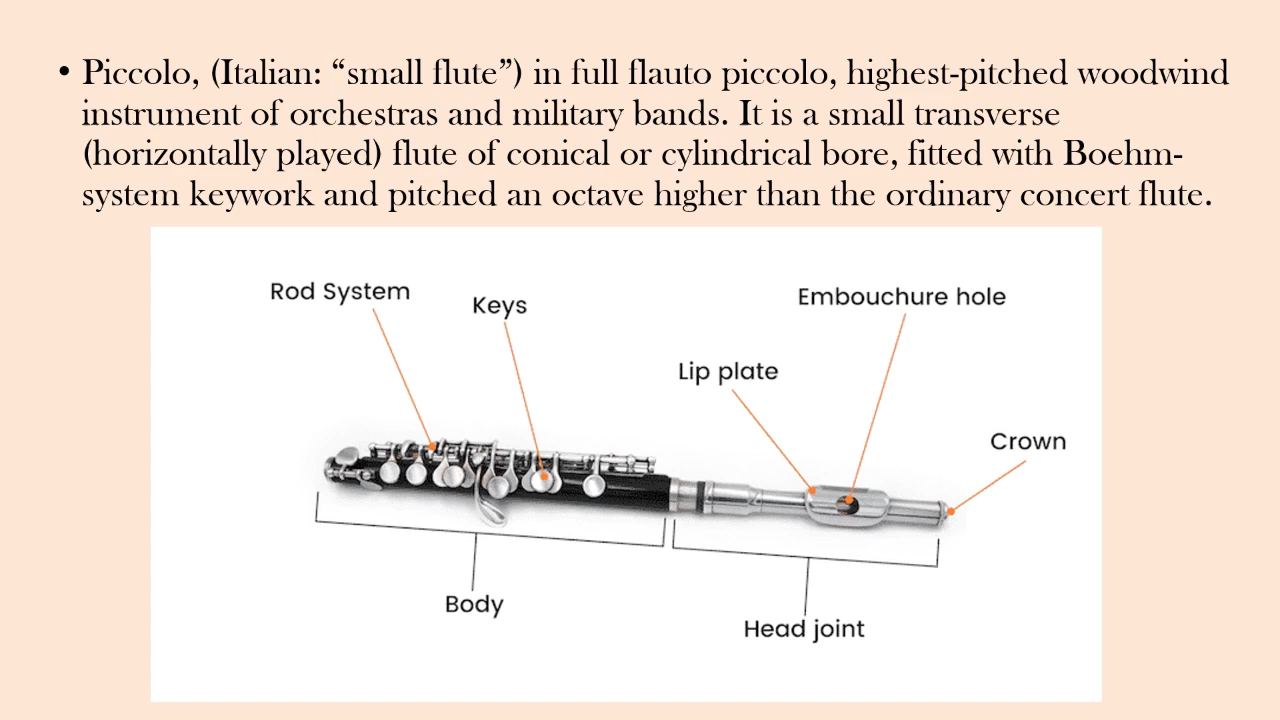 • Piccolo, (Italian: “small flute”) in full flauto piccolo, highest-pitched woodwind
instrument of orchestras and military bands. It is a small transverse
(horizontally played) flute of conical or cylindrical bore, fitted with Boehm-
system keywork and pitched an octave higher than the ordinary concert flute.
Rod System
Keys
Embouchure hole
Lip plate
Crown
Body
Head joint